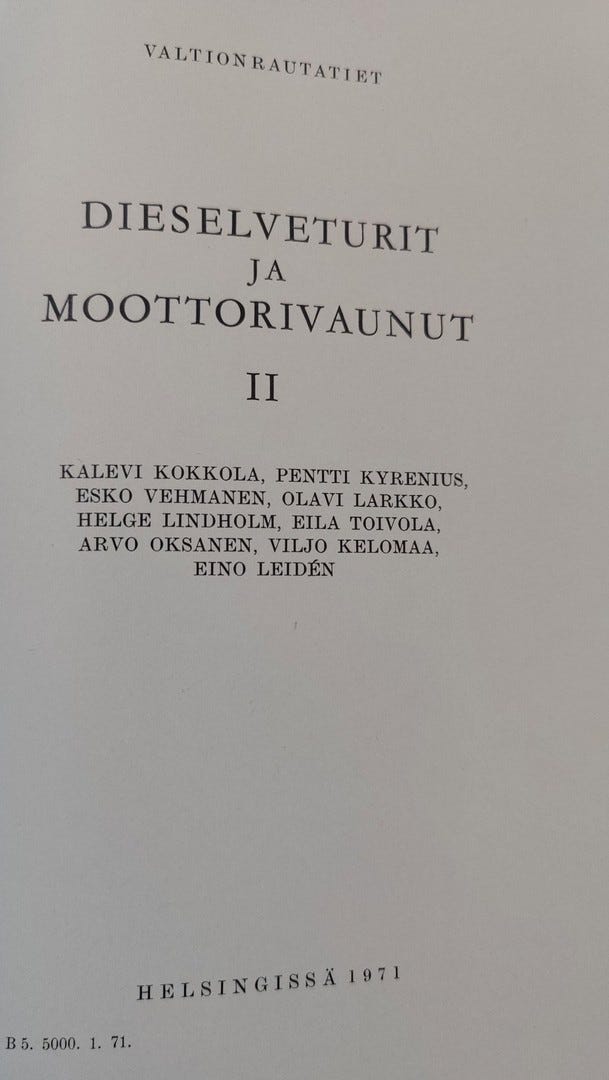 VALTIONRAUTATIET
DIESELVETURIT
JA
MOOTTORIVAUNUT
II
KALEVI KOKKOLA, PENTTI KYRENIUS,
ESKO VEHMANEN, OLAVI LARKKO,
HELGE LINDHOLM, EILA TOIVOLA,
ARVO OKSANEN, VILJO KELOMAA,
EINO LEIDÉN
HELSINGISSÄ 1971
B 5. 5000. 1. 71.